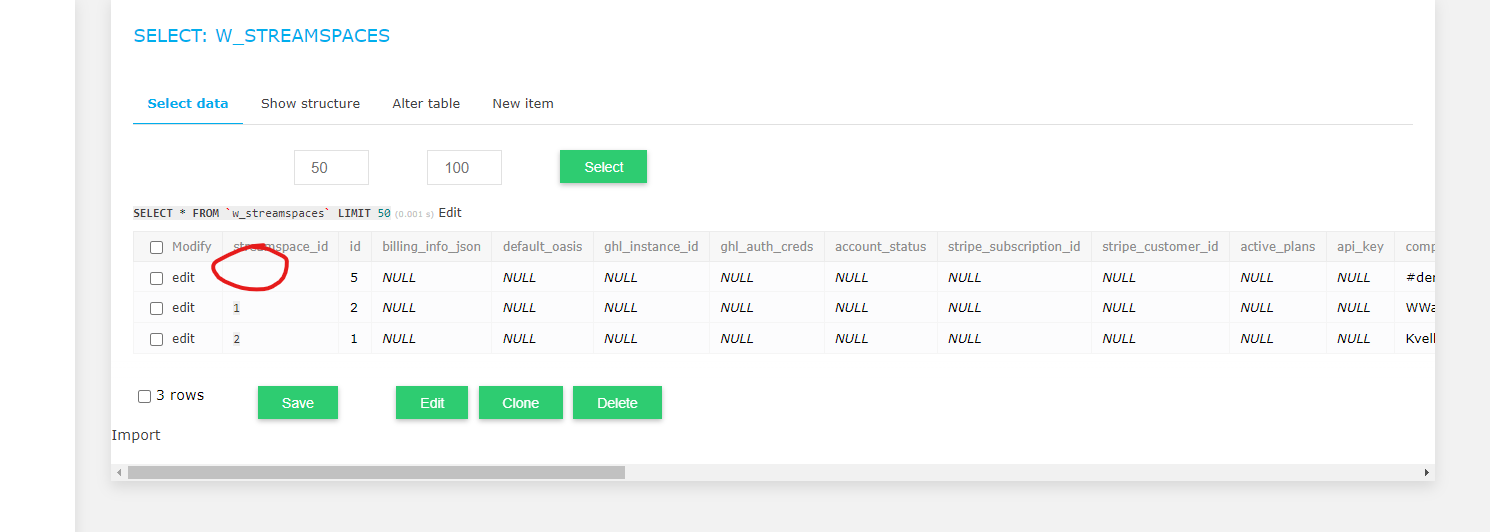 SELECT: W_STREAMSPACES
Select data Show structure Alter table New item
50 100 Select
SELECT * FROM `w_streamspaces` LIMIT 50 (0.001 s) Edit
Modify streamspace_id id billing_info_json default_oasis ghl_instance_id ghl_auth_creds account_status stripe_subscription_id stripe_customer_id active_plans api_key comp
edit 5 NULL NULL NULL NULL NULL NULL NULL NULL NULL #der
edit 1 2 NULL NULL NULL NULL NULL NULL NULL NULL NULL WWa
edit 2 1 NULL NULL NULL NULL NULL NULL NULL NULL NULL Kvell
3 rows Save Edit Clone Delete
Import